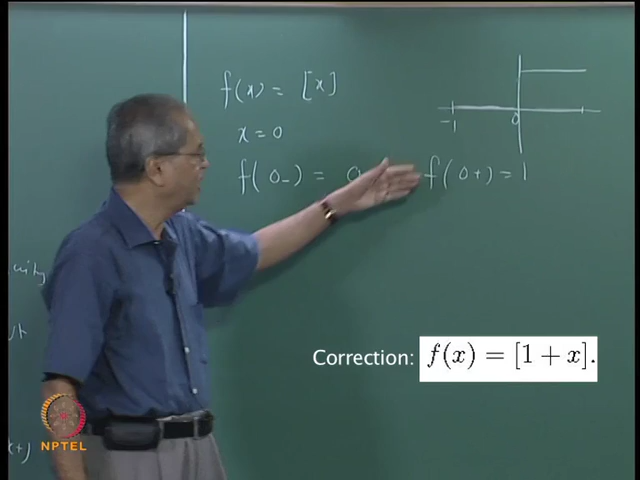 f(x) = [x]
x = 0
f(0-) = 0 f(0+) = 1
-1 0
Correction: f(x) = [1 + x].
NPTEL